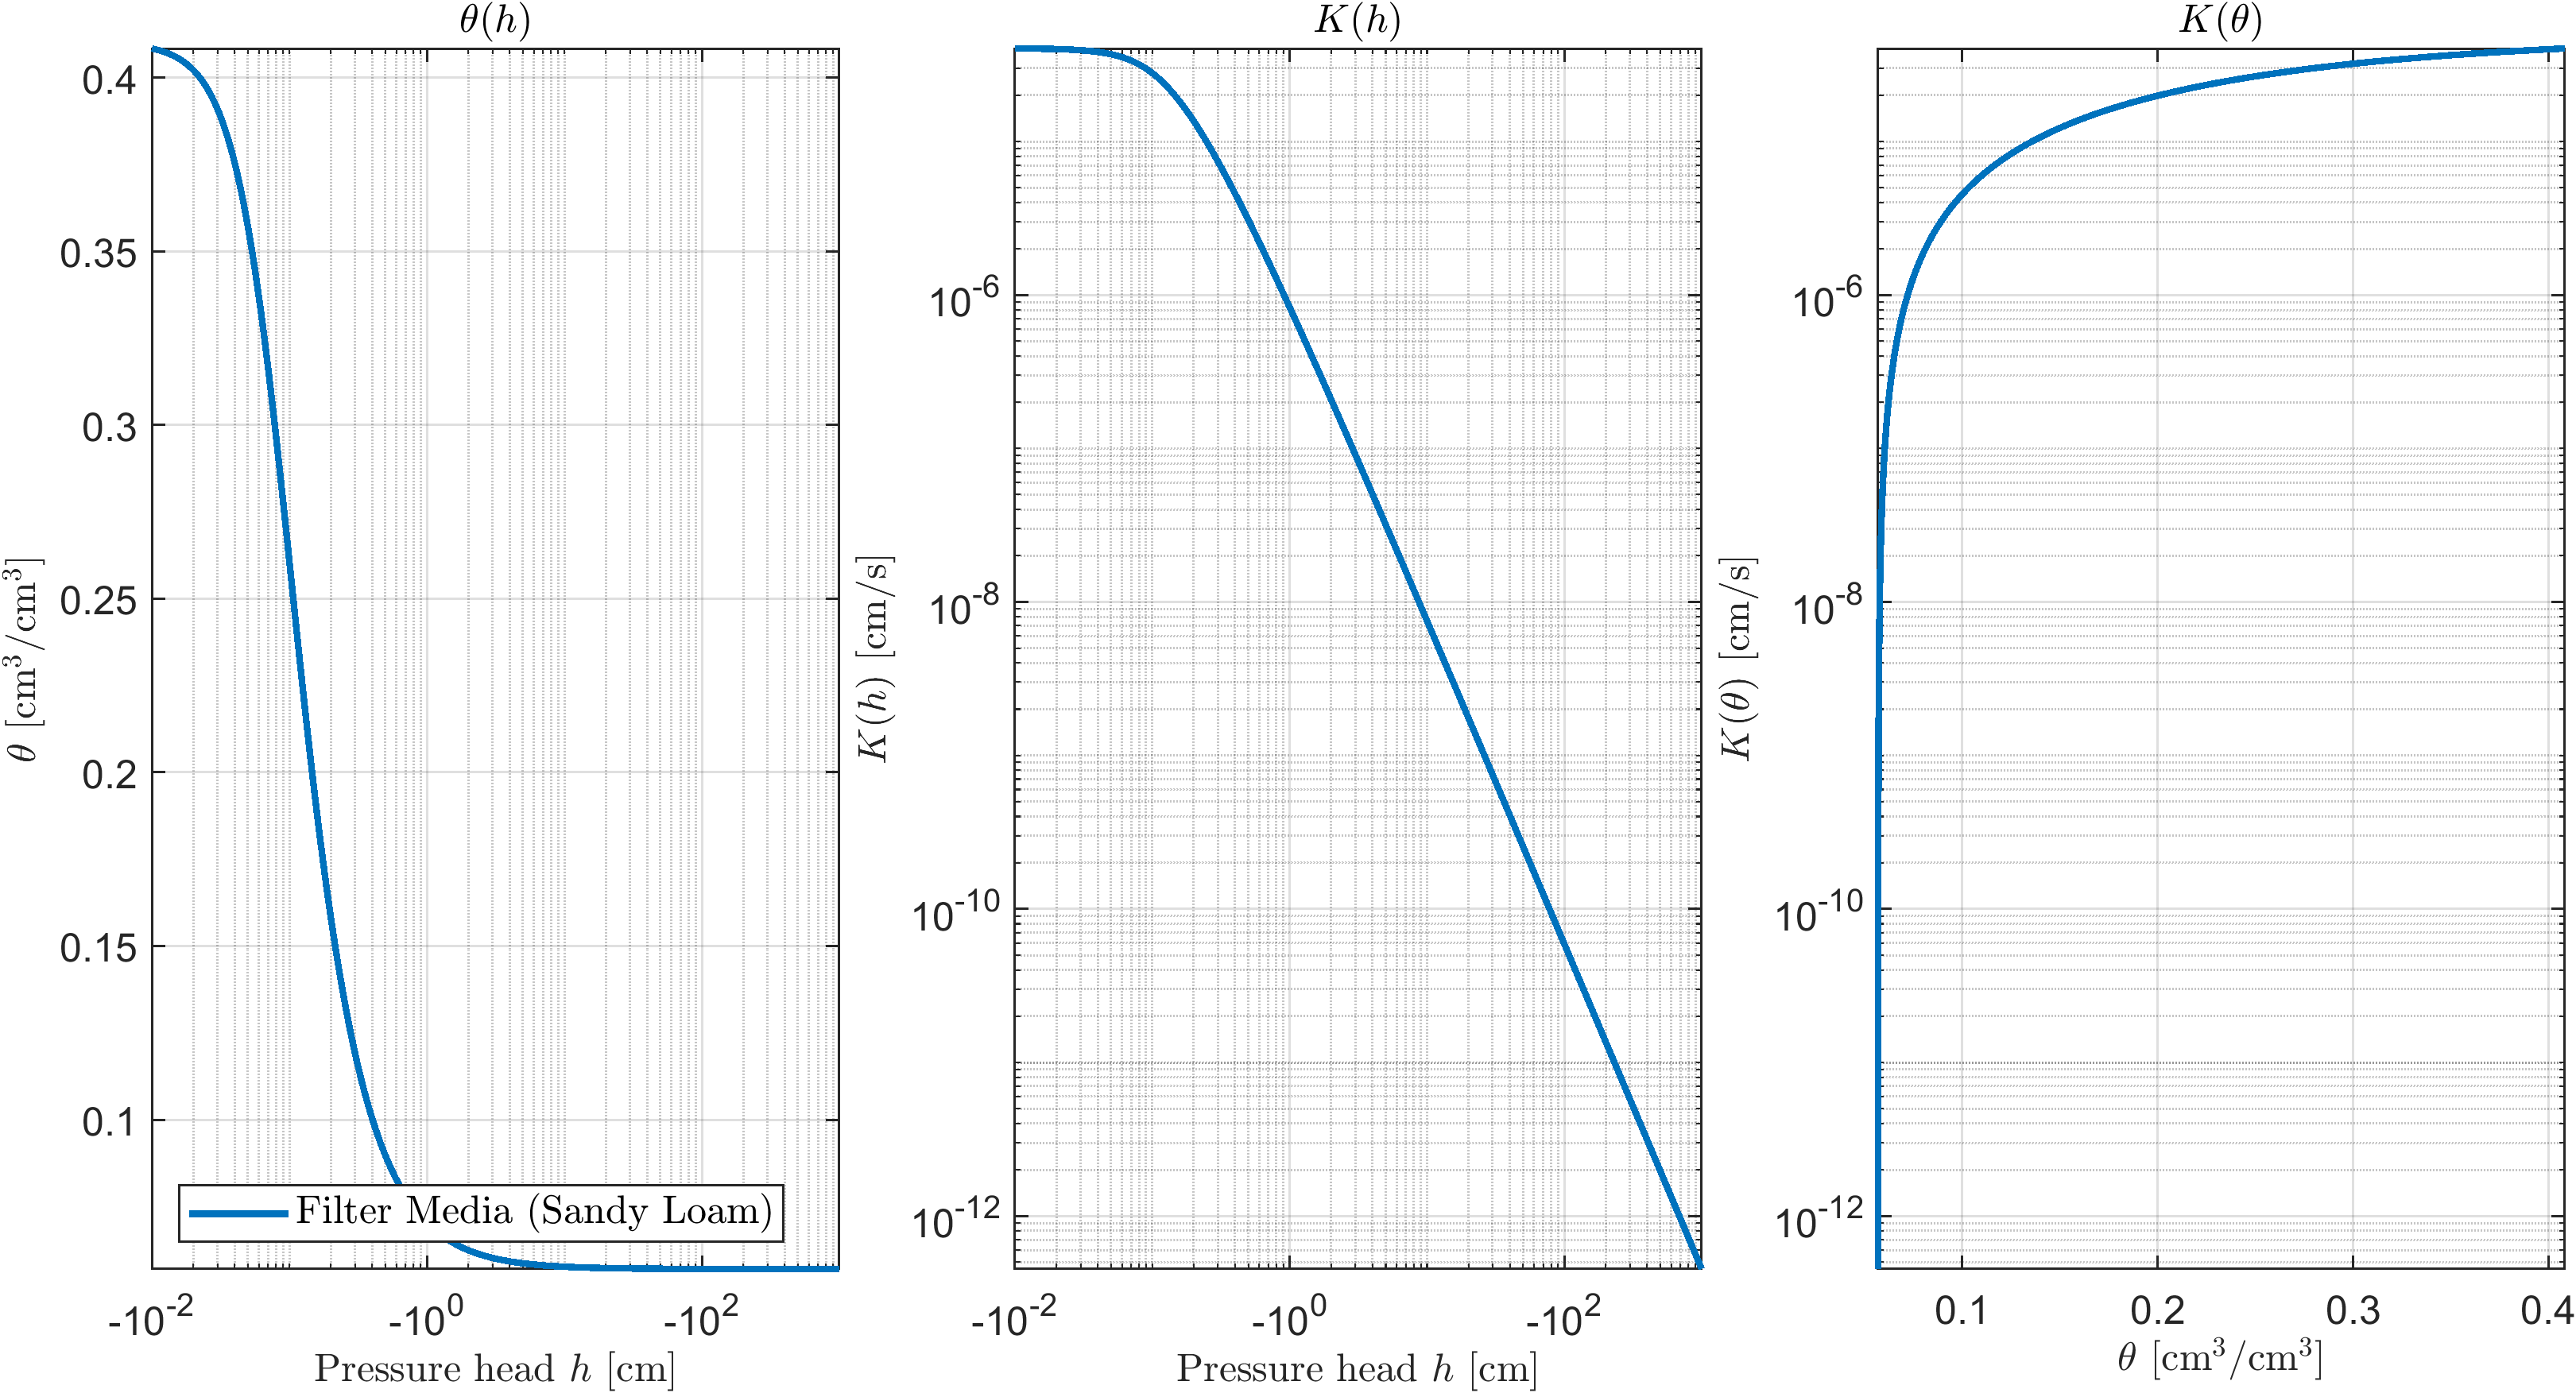 θ(h)
0.4
0.35
0.3
0.25
0.2
0.15
0.1
θ [cm³/cm³]
Filter Media (Sandy Loam)
-10⁻² -10⁰ -10²
Pressure head h [cm]
K(h)
10⁻⁶
10⁻⁸
10⁻¹⁰
10⁻¹²
K(h) [cm/s]
-10⁻² -10⁰ -10²
Pressure head h [cm]
K(θ)
10⁻⁶
10⁻⁸
10⁻¹⁰
10⁻¹²
K(θ) [cm/s]
0.1 0.2 0.3 0.4
θ [cm³/cm³]